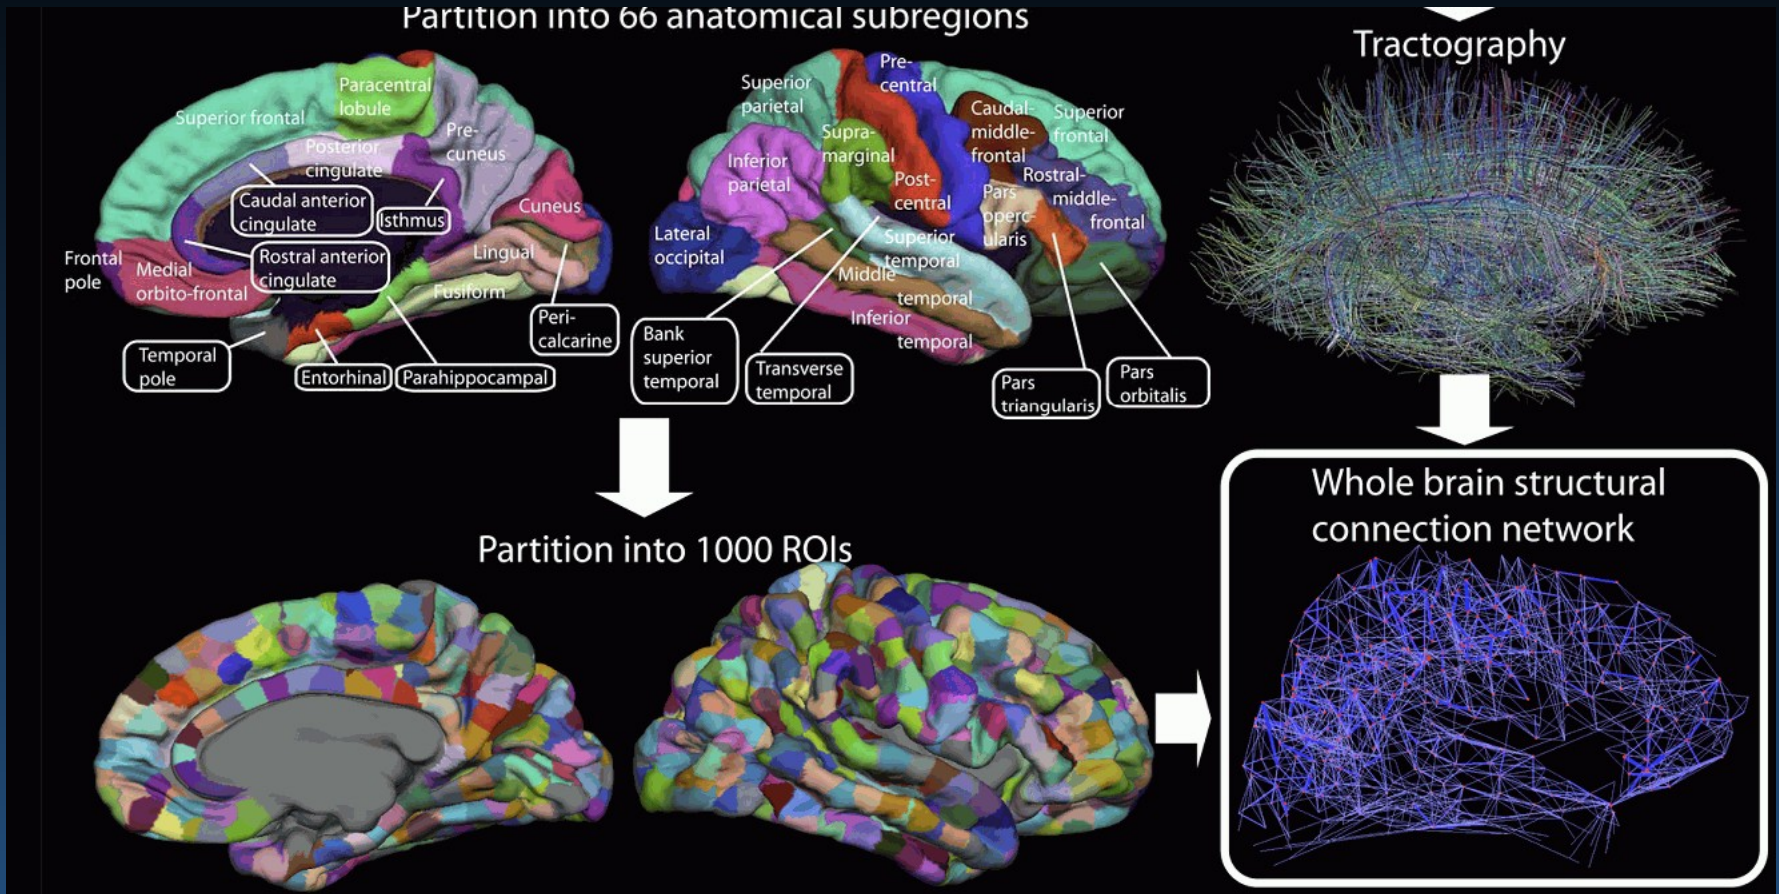 Partition into 66 anatomical subregions
Tractography
Paracentral
lobule
Superior frontal
Pre-
cuneus
Posterior
cingulate
Caudal anterior
cingulate
Isthmus
Cuneus
Rostral anterior
cingulate
Lingual
Frontal
pole
Medial
orbito-frontal
Fusiform
Peri-
calcarine
Temporal
pole
Entorhinal
Parahippocampal
Superior
parietal
Pre-
central
Caudal-
middle-
frontal
Superior
frontal
Supra-
marginal
Inferior
parietal
Post-
central
Pars
operc-
ularis
Rostral-
middle-
frontal
Lateral
occipital
Superior
temporal
Middle
temporal
Inferior
temporal
Bank
superior
temporal
Transverse
temporal
Pars
triangularis
Pars
orbitalis
Partition into 1000 ROIs
Whole brain structural
connection network